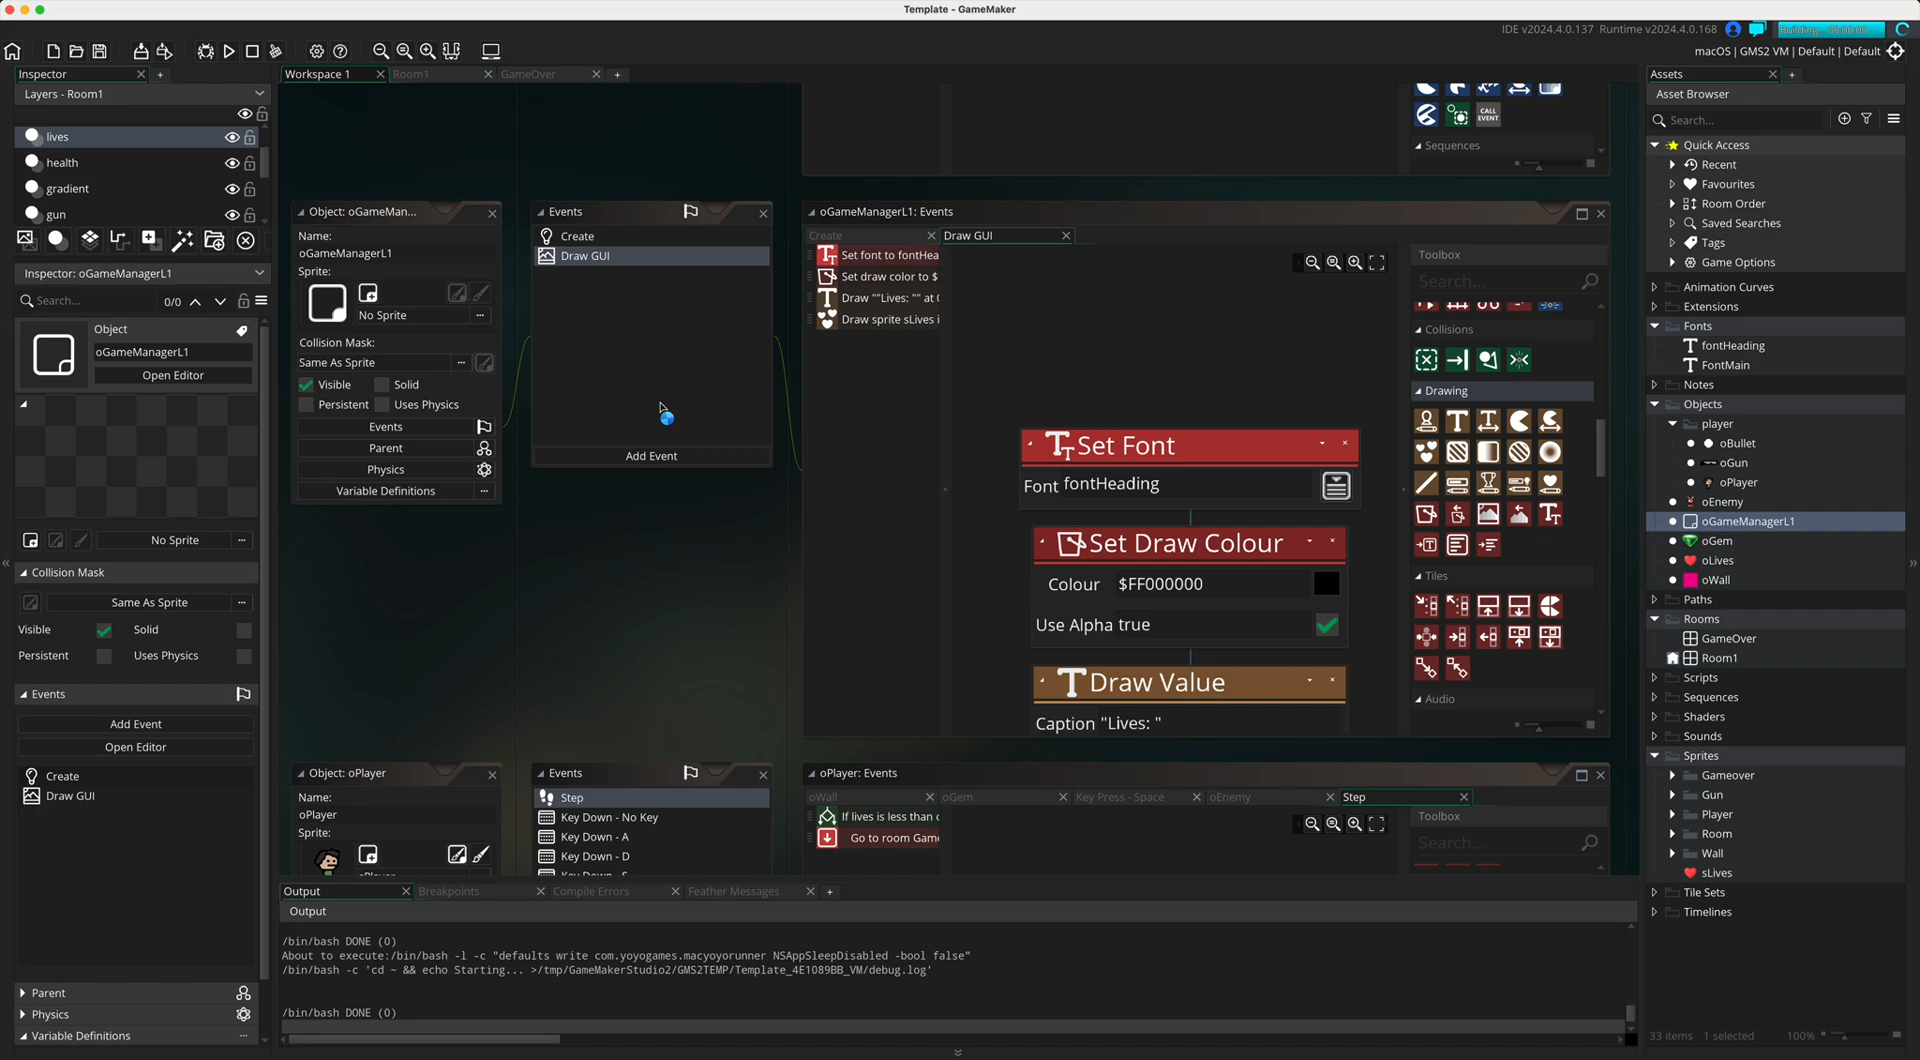 Template - GameMaker
IDE v2024.4.0.137 Runtime v2024.4.0.168
Building... 00:00:00
macOS | GMS2 VM | Default | Default
Inspector
Layers - Room1
lives
health
gradient
gun
Inspector: oGameManagerL1
Search...
0/0
Object
oGameManagerL1
Open Editor
No Sprite
Collision Mask
Same As Sprite
Visible
Solid
Persistent
Uses Physics
Events
Add Event
Open Editor
Create
Draw GUI
Parent
Physics
Variable Definitions
Workspace 1
Room1
GameOver
Object: oGameMan...
Name:
oGameManagerL1
Sprite:
No Sprite
Collision Mask:
Same As Sprite
Visible
Solid
Persistent
Uses Physics
Events
Parent
Physics
Variable Definitions
Events
Create
Draw GUI
Add Event
CALL
EVENT
Sequences
oGameManagerL1: Events
Create
Draw GUI
Set font to fontHea
Set draw color to $
Draw ""Lives: "" at
Draw sprite sLives i
Set Font
Font fontHeading
Set Draw Colour
Colour $FF000000
Use Alpha true
Draw Value
Caption "Lives: "
Toolbox
Search...
Collisions
Drawing
Tiles
Audio
Object: oPlayer
Name:
oPlayer
Sprite:
Events
Step
Key Down - No Key
Key Down - A
Key Down - D
oPlayer: Events
oWall
oGem
Key Press - Space
oEnemy
Step
If lives is less than
Go to room Game
Toolbox
Search...
Output
Breakpoints
Compile Errors
Feather Messages
Output
/bin/bash DONE (0)
About to execute:/bin/bash -l -c "defaults write com.yoyogames.macyoyorunner NSAppSleepDisabled -bool false"
/bin/bash -c 'cd ~ && echo Starting... >/tmp/GameMakerStudio2/GMS2TEMP/Template_4E1089BB_VM/debug.log'
/bin/bash DONE (0)
Assets
Asset Browser
Search...
Quick Access
Recent
Favourites
Room Order
Saved Searches
Tags
Game Options
Animation Curves
Extensions
Fonts
fontHeading
FontMain
Notes
Objects
player
oBullet
oGun
oPlayer
oEnemy
oGameManagerL1
oGem
oLives
oWall
Paths
Rooms
GameOver
Room1
Scripts
Sequences
Shaders
Sounds
Sprites
Gameover
Gun
Player
Room
Wall
sLives
Tile Sets
Timelines
33 items
1 selected
100%